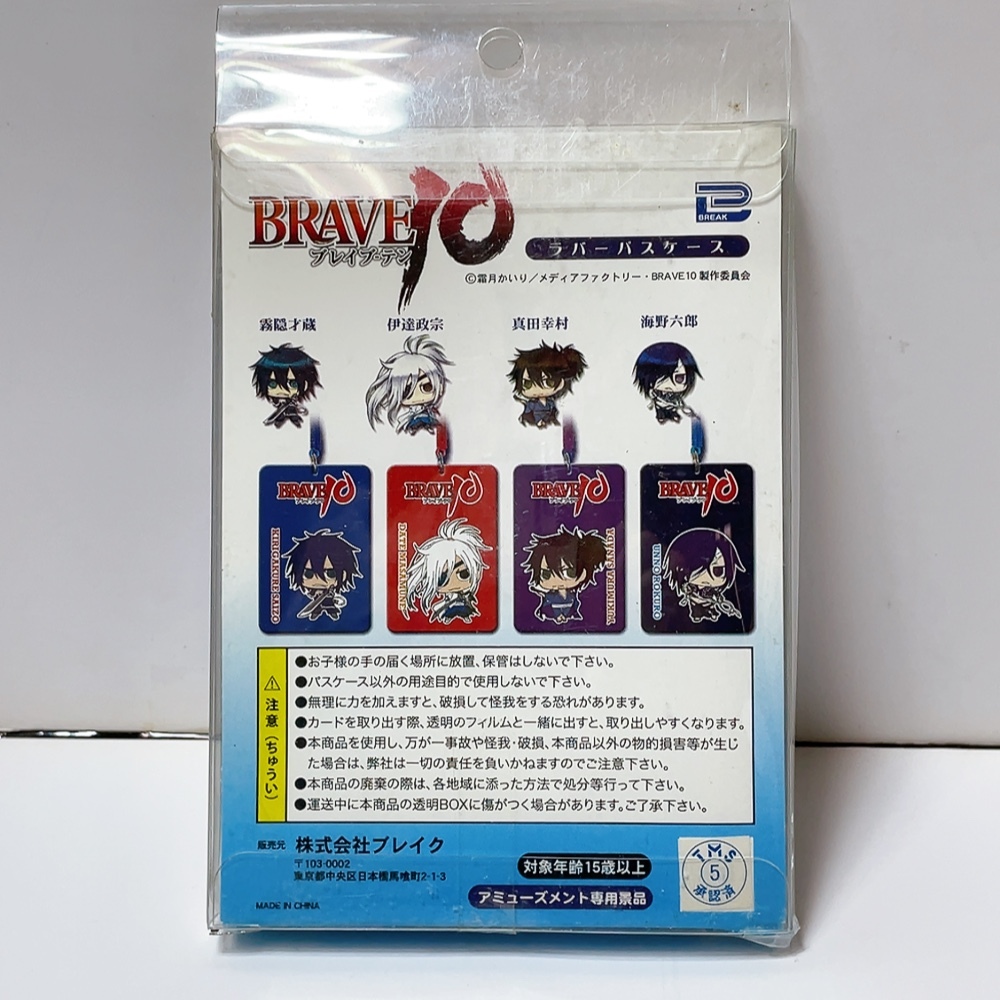 BRAVE10
ブレイブ・テン
BREAK
ラバーパスケース
©霜月かいり／メディアファクトリー・BRAVE10 製作委員会
霧隠才蔵
伊達政宗
真田幸村
海野六郎
BRAVE10
KIRIGAKURE SAIZO
BRAVE10
DATE MASAMUNE
BRAVE10
YUKIMURA SANADA
BRAVE10
UNNO ROKURO
⚠注意（ちゅうい）
●お子様の手の届く場所に放置、保管はしないで下さい。
●パスケース以外の用途目的で使用しないで下さい。
●無理に力を加えますと、破損して怪我をする恐れがあります。
●カードを取り出す際、透明のフィルムと一緒に出すと、取り出しやすくなります。
●本商品を使用し、万が一事故や怪我・破損、本商品以外の物的損害等が生じ
た場合は、弊社は一切の責任を負いかねますのでご注意下さい。
●本商品の廃棄の際は、各地域に添った方法で処分等行って下さい。
●運送中に本商品の透明BOXに傷がつく場合があります。ご了承下さい。
販売元 株式会社ブレイク
〒103-0002
東京都中央区日本橋馬喰町2-1-3
対象年齢15歳以上
アミューズメント専用景品
MADE IN CHINA
TMS
5
承認済